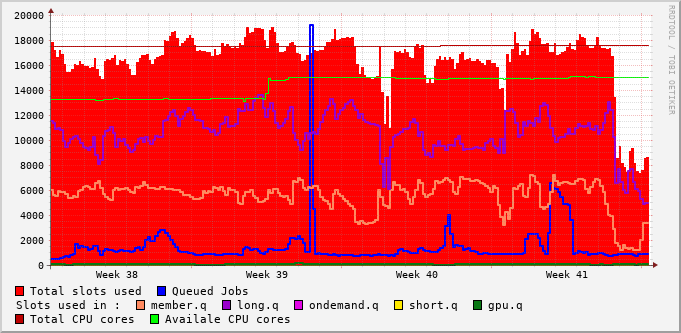 20000
18000
16000
14000
12000
10000
8000
6000
4000
2000
0
Week 38 Week 39 Week 40 Week 41
Total slots used Queued Jobs
Slots used in : member.q long.q ondemand.q short.q gpu.q
Total CPU cores Availale CPU cores
RRDTOOL / TOBI OETIKER